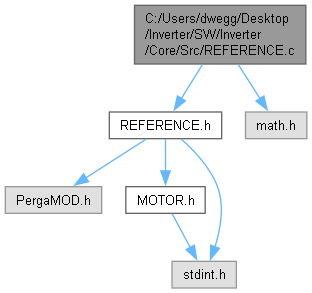 C:/Users/dwegg/Desktop
/Inverter/SW/Inverter
/Core/Src/REFERENCE.c
REFERENCE.h
math.h
PergaMOD.h
MOTOR.h
stdint.h